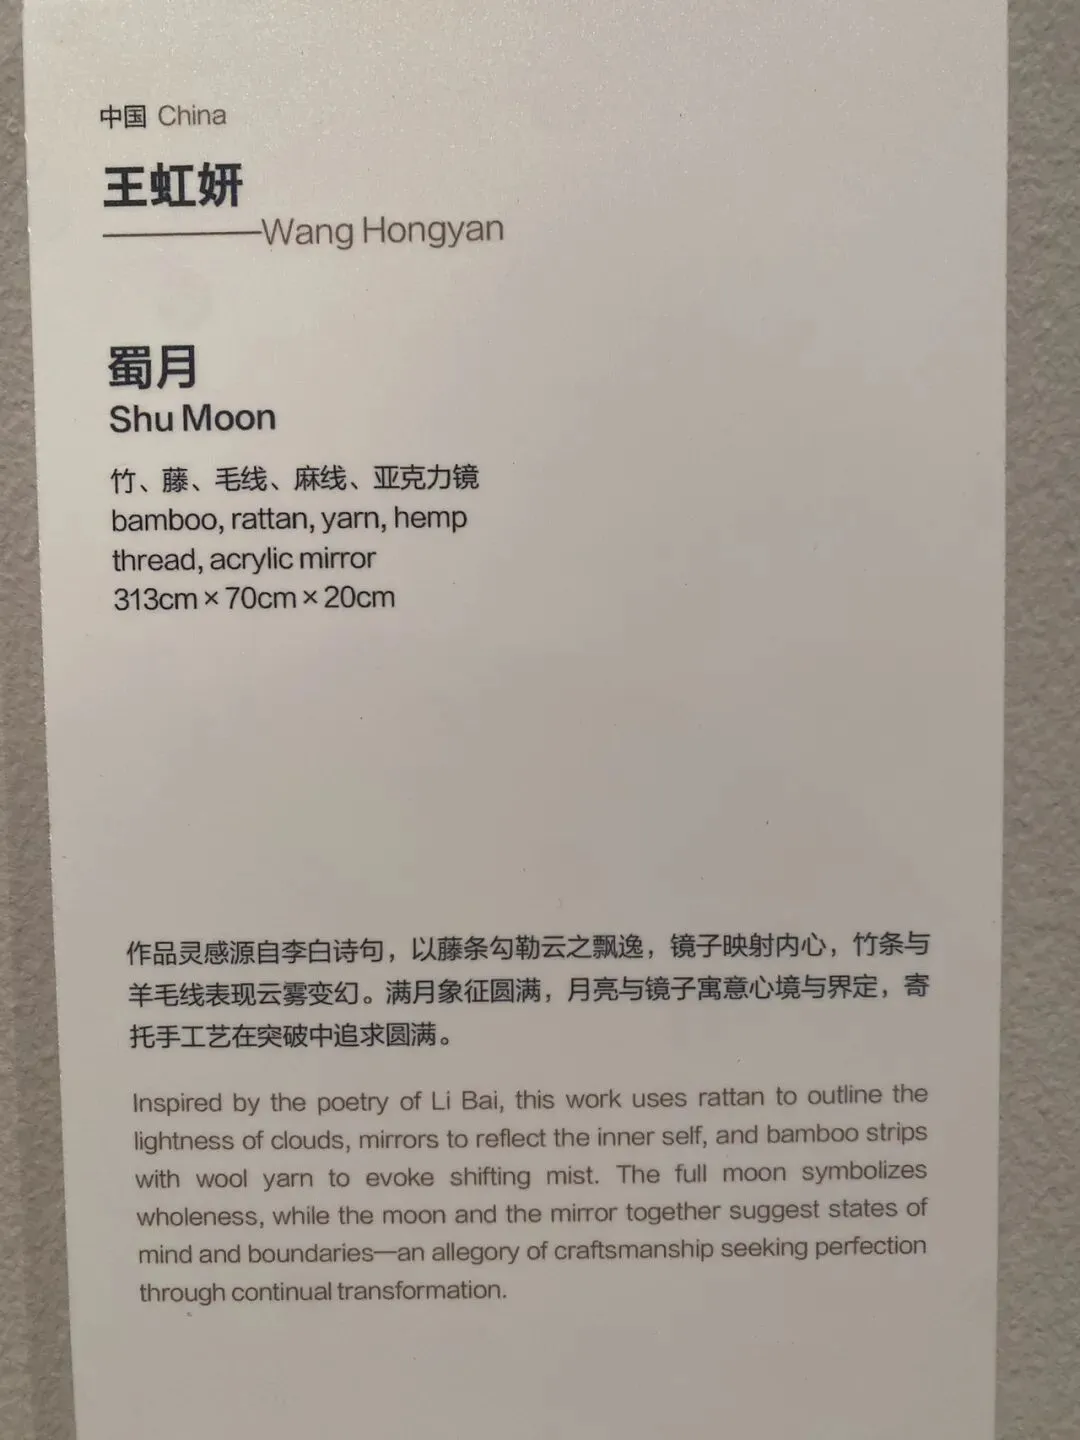 中国 China
王虹妍
Wang Hongyan
蜀月
Shu Moon
竹、藤、毛线、麻线、亚克力镜
bamboo, rattan, yarn, hemp
thread, acrylic mirror
313cm × 70cm × 20cm
作品灵感源自李白诗句，以藤条勾勒云之飘逸，镜子映射内心，竹条与
羊毛线表现云雾变幻。满月象征圆满，月亮与镜子寓意心境与界定，寄
托手工艺在突破中追求圆满。
Inspired by the poetry of Li Bai, this work uses rattan to outline the
lightness of clouds, mirrors to reflect the inner self, and bamboo strips
with wool yarn to evoke shifting mist. The full moon symbolizes
wholeness, while the moon and the mirror together suggest states of
mind and boundaries—an allegory of craftsmanship seeking perfection
through continual transformation.